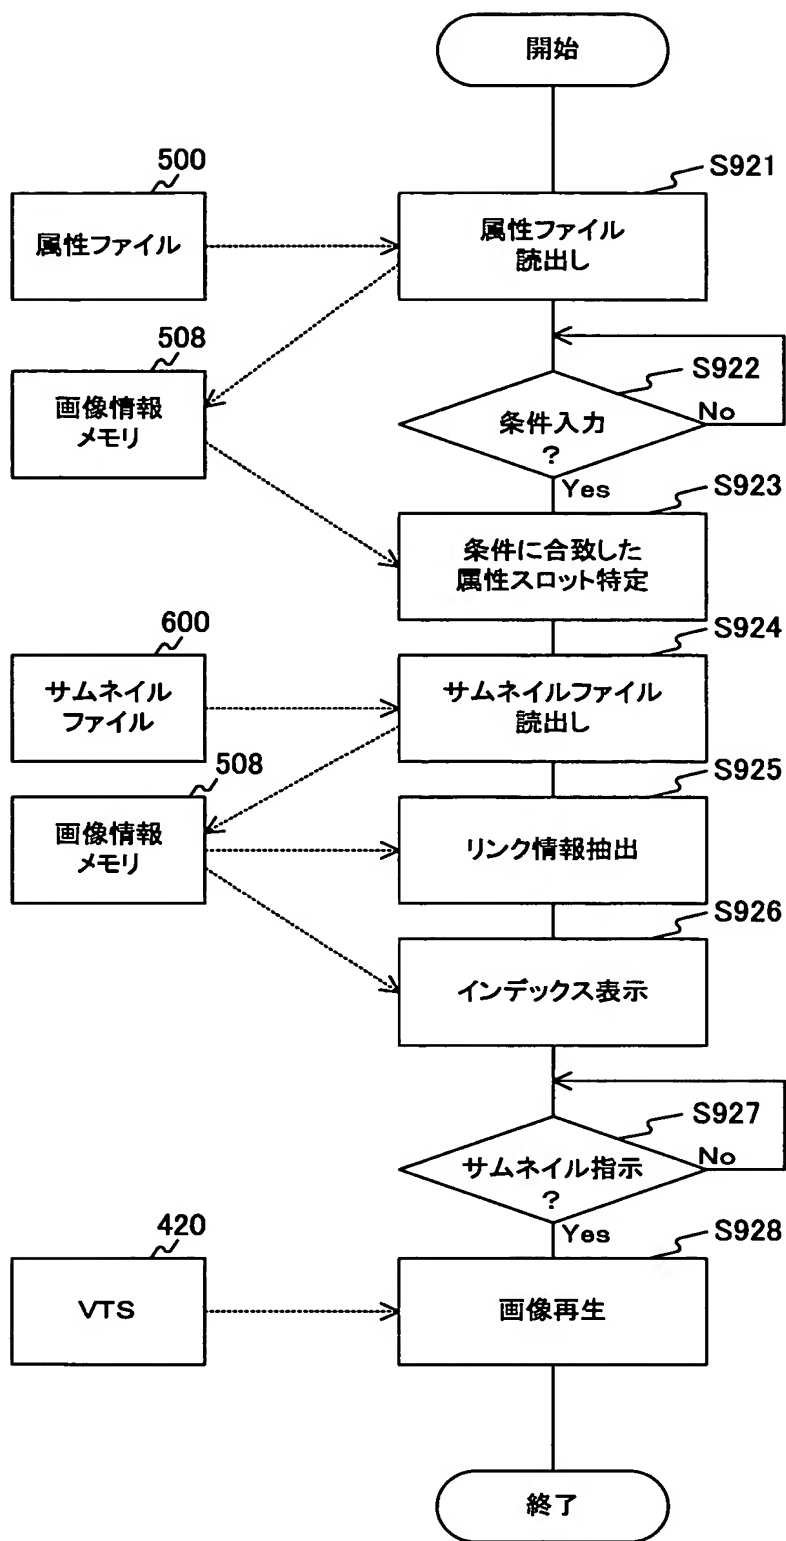 開始
500
S921
属性ファイル
属性ファイル
読出し
508
S922
画像情報
メモリ
条件入力
?
No
Yes
S923
条件に合致した
属性スロット特定
600
S924
サムネイル
ファイル
サムネイルファイル
読出し
508
S925
画像情報
メモリ
リンク情報抽出
S926
インデックス表示
S927
サムネイル指示
?
No
Yes
420
S928
VTS
画像再生
終了